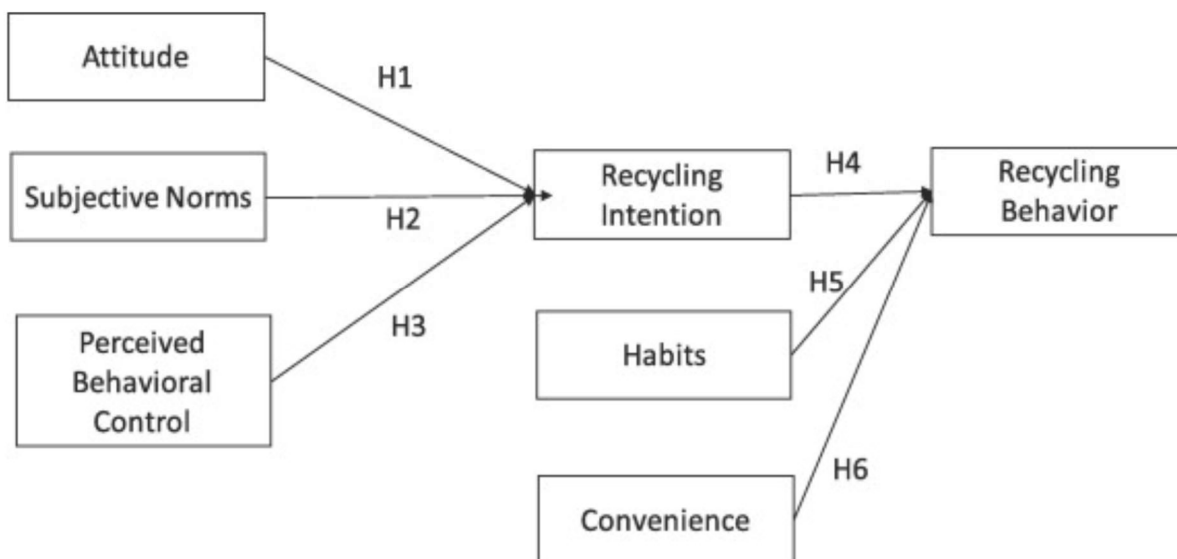 Attitude
H1
Subjective Norms
H2
Recycling
Intention
H4
Recycling
Behavior
Perceived
Behavioral
Control
H3
Habits
H5
Convenience
H6